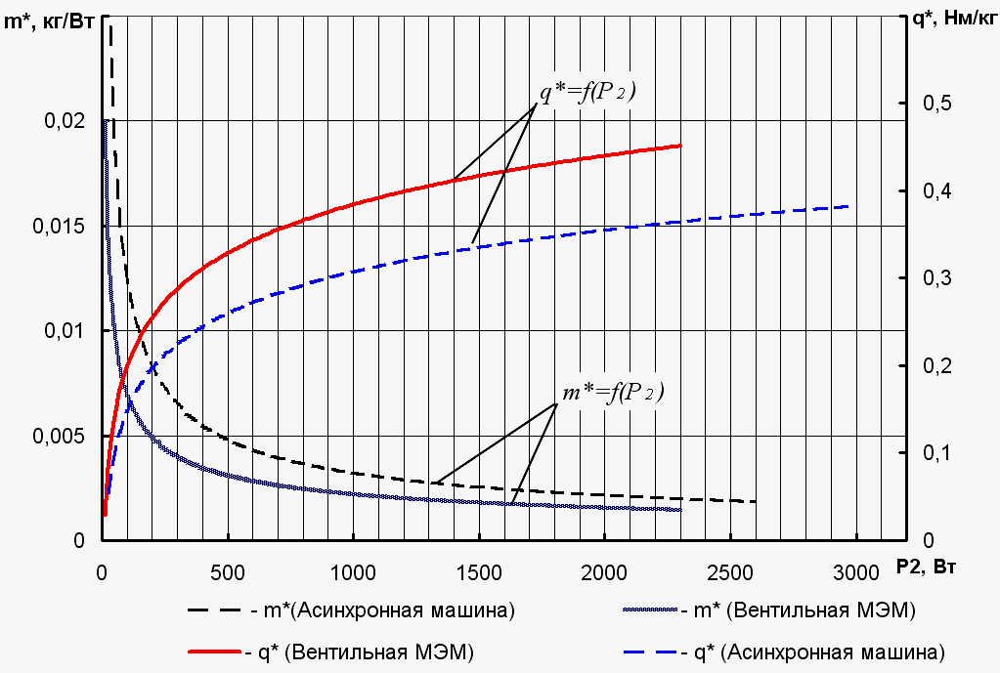 m*, кг/Вт
q*, Нм/кг
q*=f(P2)
0,02
0,5
0,015
0,4
0,3
0,01
0,2
m*=f(P2)
0,005
0,1
0
0
0 500 1000 1500 2000 2500 3000 P2, Вт
- m*(Асинхронная машина)
- m* (Вентильная МЭМ)
- q* (Вентильная МЭМ)
- q* (Асинхронная машина)